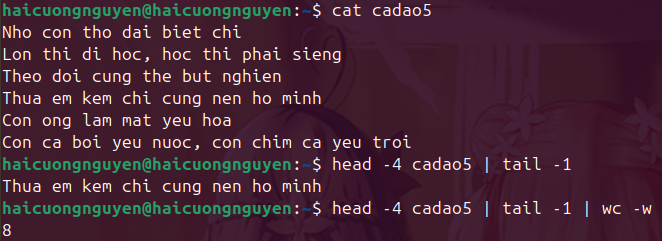 haicuongnguyen@haicuongnguyen:~$ cat cadao5
Nho con tho dai biet chi
Lon thi di hoc, hoc thi phai sieng
Theo doi cung the but nghien
Thua em kem chi cung nen ho minh
Con ong lam mat yeu hoa
Con ca boi yeu nuoc, con chim ca yeu troi
haicuongnguyen@haicuongnguyen:~$ head -4 cadao5 | tail -1
Thua em kem chi cung nen ho minh
haicuongnguyen@haicuongnguyen:~$ head -4 cadao5 | tail -1 | wc -w
8